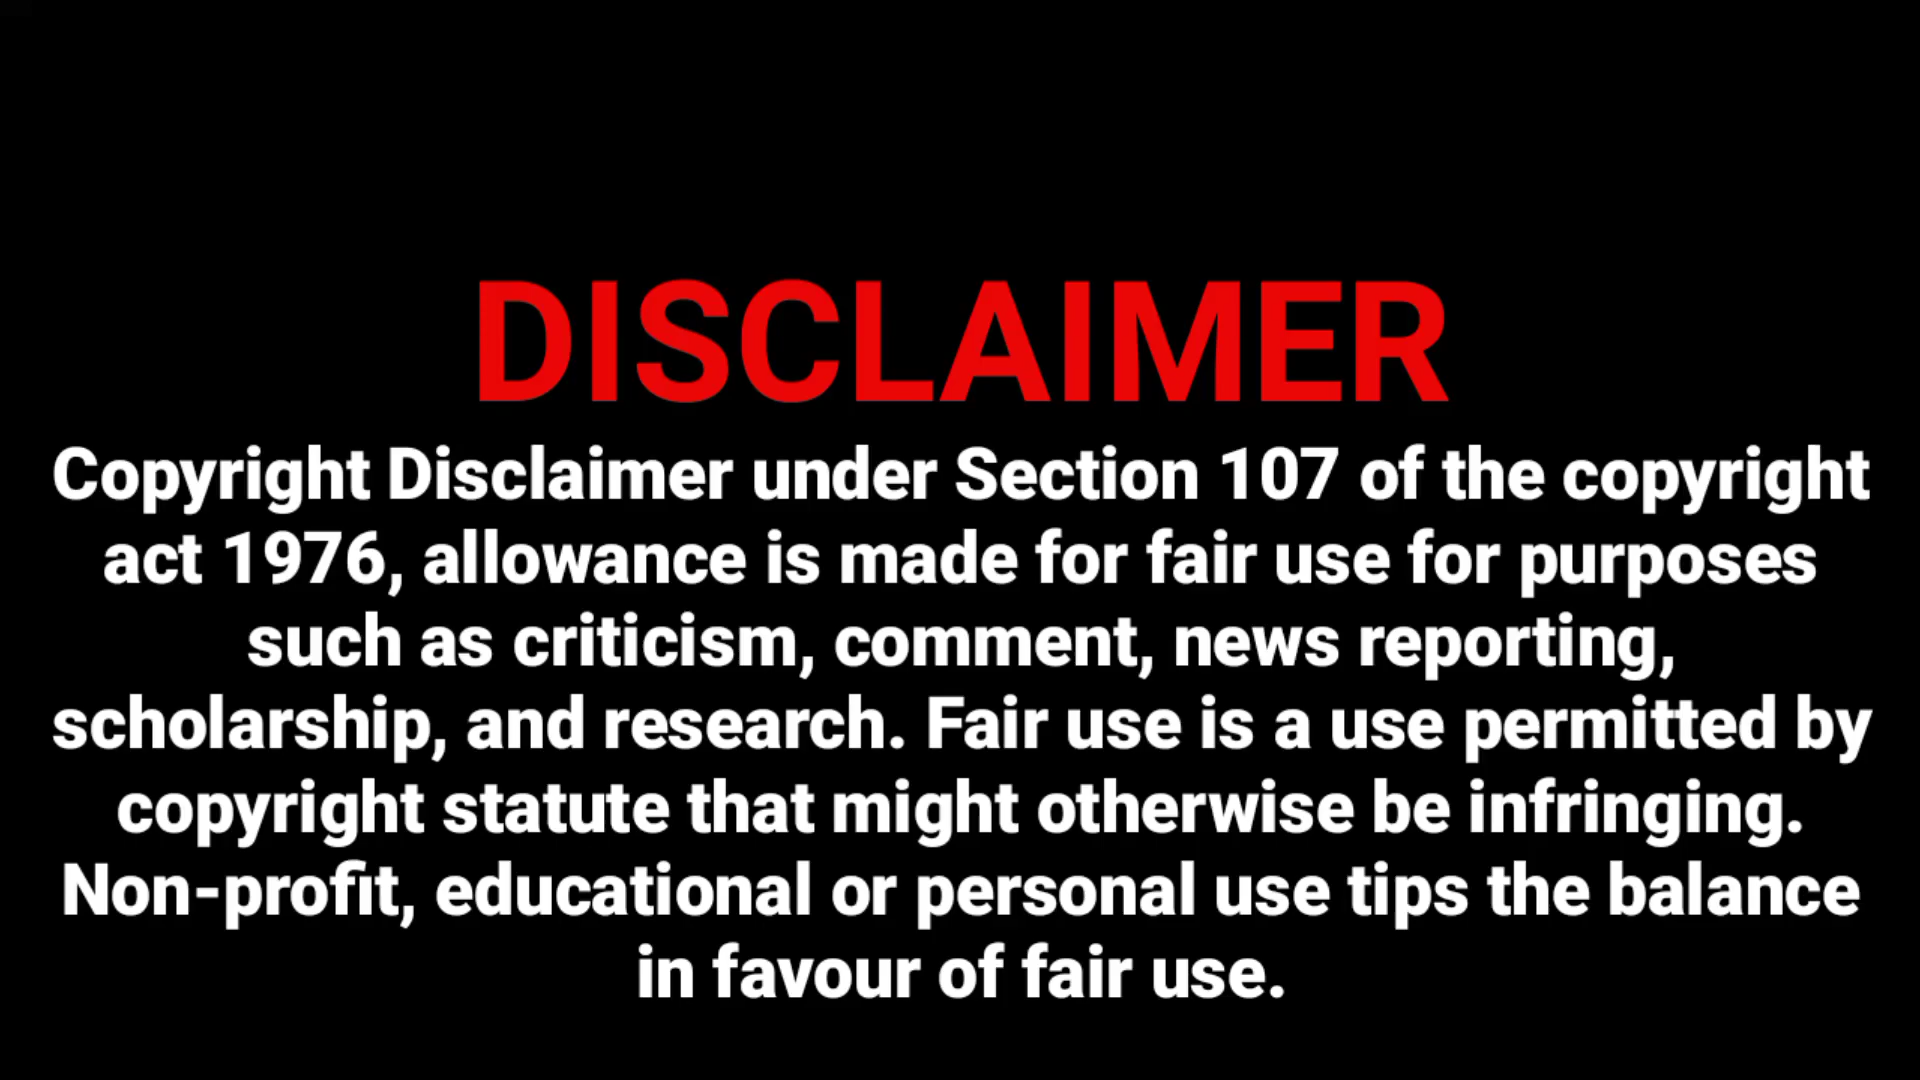 DISCLAIMER
Copyright Disclaimer under Section 107 of the copyright
act 1976, allowance is made for fair use for purposes
such as criticism, comment, news reporting,
scholarship, and research. Fair use is a use permitted by
copyright statute that might otherwise be infringing.
Non-profit, educational or personal use tips the balance
in favour of fair use.